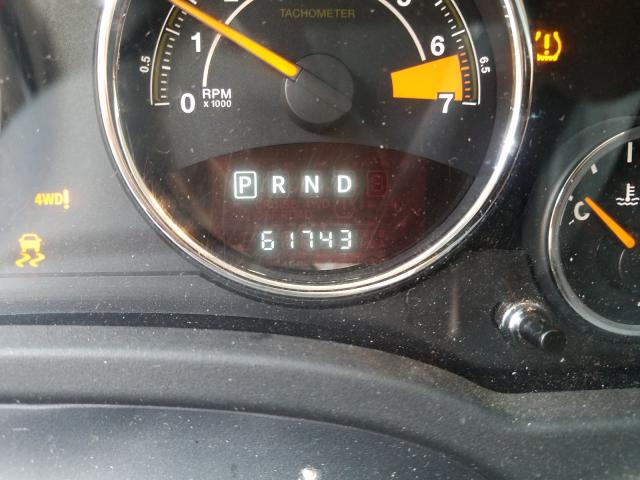 TACHOMETER
1
6
6.5
0.5
0 RPM 7
x 1000
P R N D
4WD!
61743
C